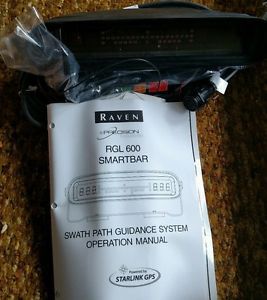 RAVEN
PRECISION
RGL 600
SMARTBAR
SWATH PATH GUIDANCE SYSTEM
OPERATION MANUAL
Powered by
STARLINK GPS